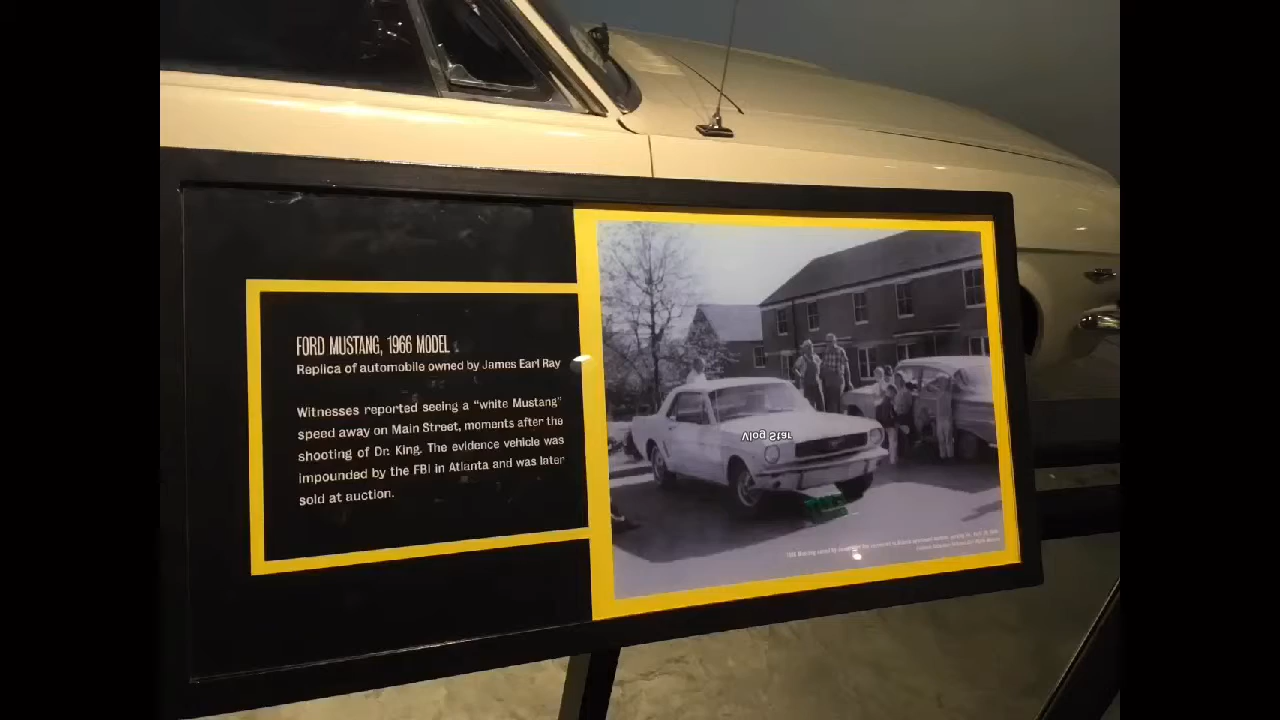 FORD MUSTANG, 1966 MODEL
Replica of automobile owned by James Earl Ray
Witnesses reported seeing a "white Mustang"
speed away on Main Street, moments after the
shooting of Dr. King. The evidence vehicle was
impounded by the FBI in Atlanta and was later
sold at auction.
Vlog Star